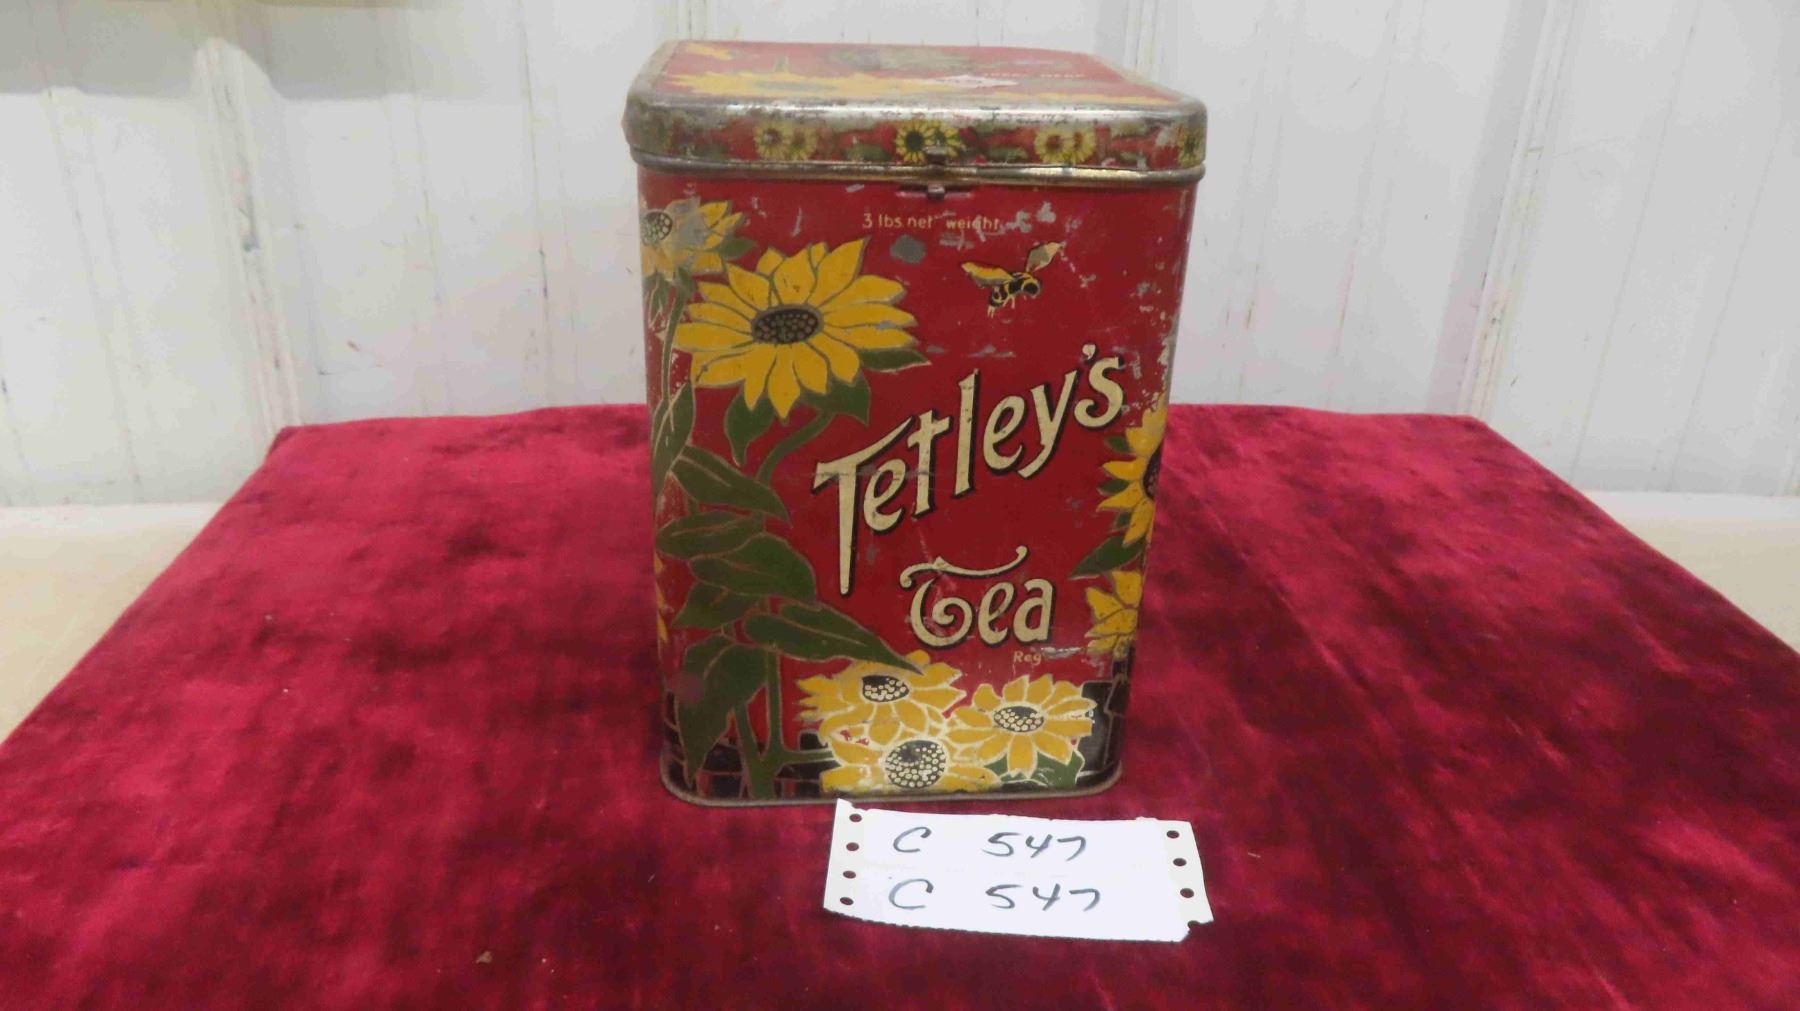 3 lbs. net weight
Tetley's
Tea
Reg
C 547
C 547